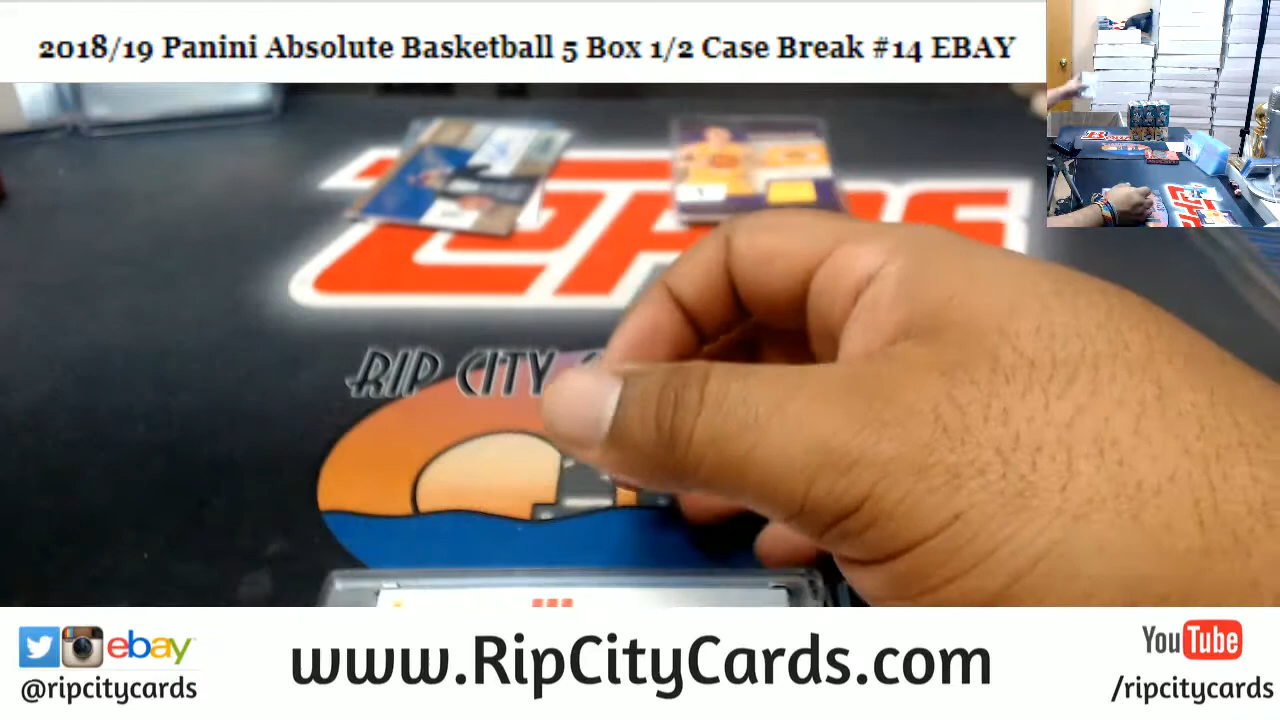 2018/19 Panini Absolute Basketball 5 Box 1/2 Case Break #14 EBAY
RIP CITY
ebay
@ripcitycards
www.RipCityCards.com
YouTube
/ripcitycards